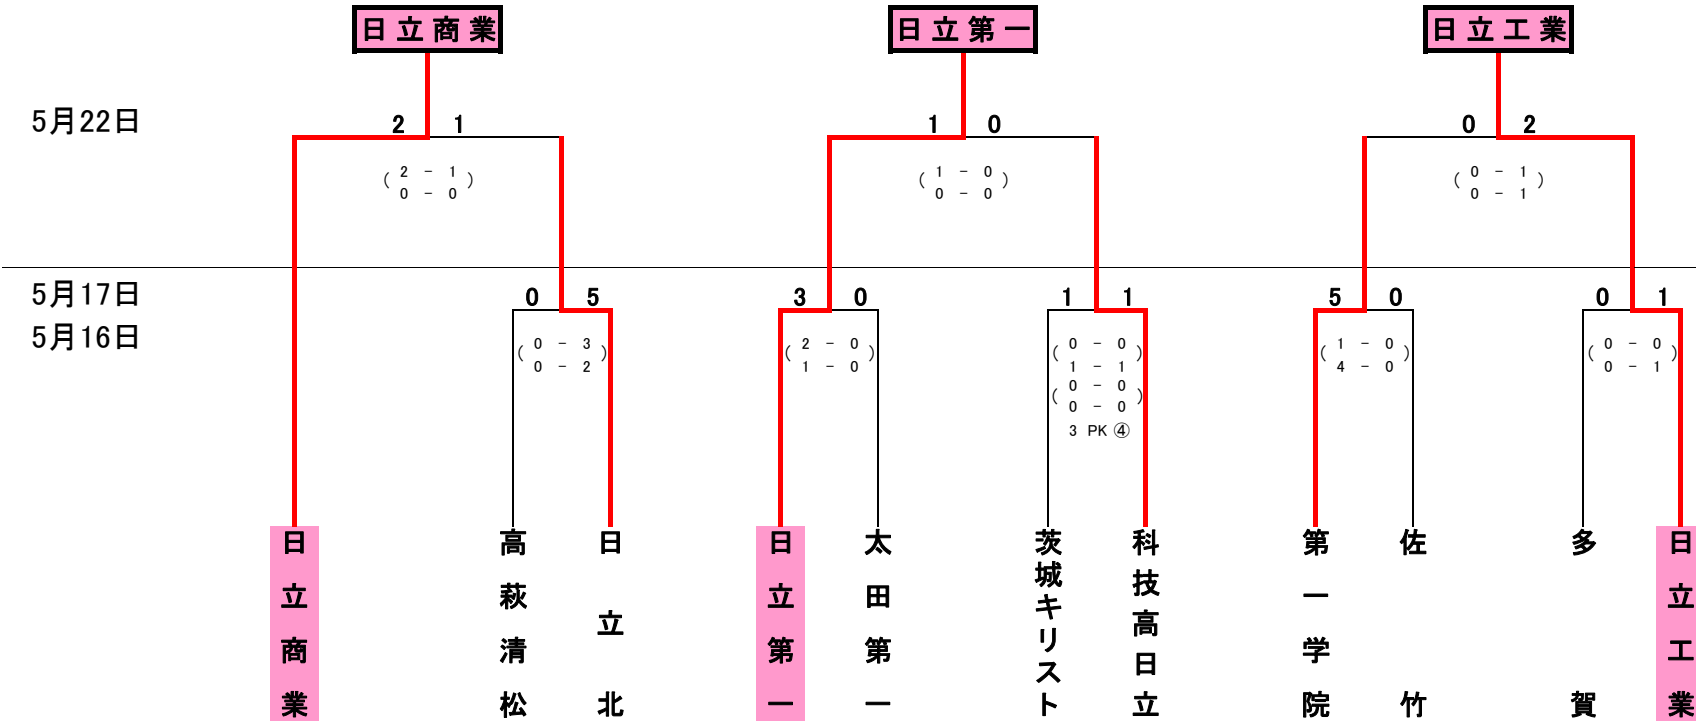 日立商業 日立第一 日立工業
5月22日
2 1 1 0 0 2
( 2 - 1 ) ( 1 - 0 ) ( 0 - 1 )
0 - 0 0 - 0 0 - 1
5月17日
0 5 3 0 1 1 5 0 0 1
5月16日
( 0 - 3 ) ( 2 - 0 ) ( 0 - 0 ) ( 1 - 0 ) ( 0 - 0 )
0 - 2 1 - 0 1 - 1 4 - 0 0 - 1
( 0 - 0 )
0 - 0
3 PK ④
日立商業
高萩清松
日立北
日立第一
太田第一
茨城キリスト
科技高日立
第一学院
佐竹
多賀
日立工業